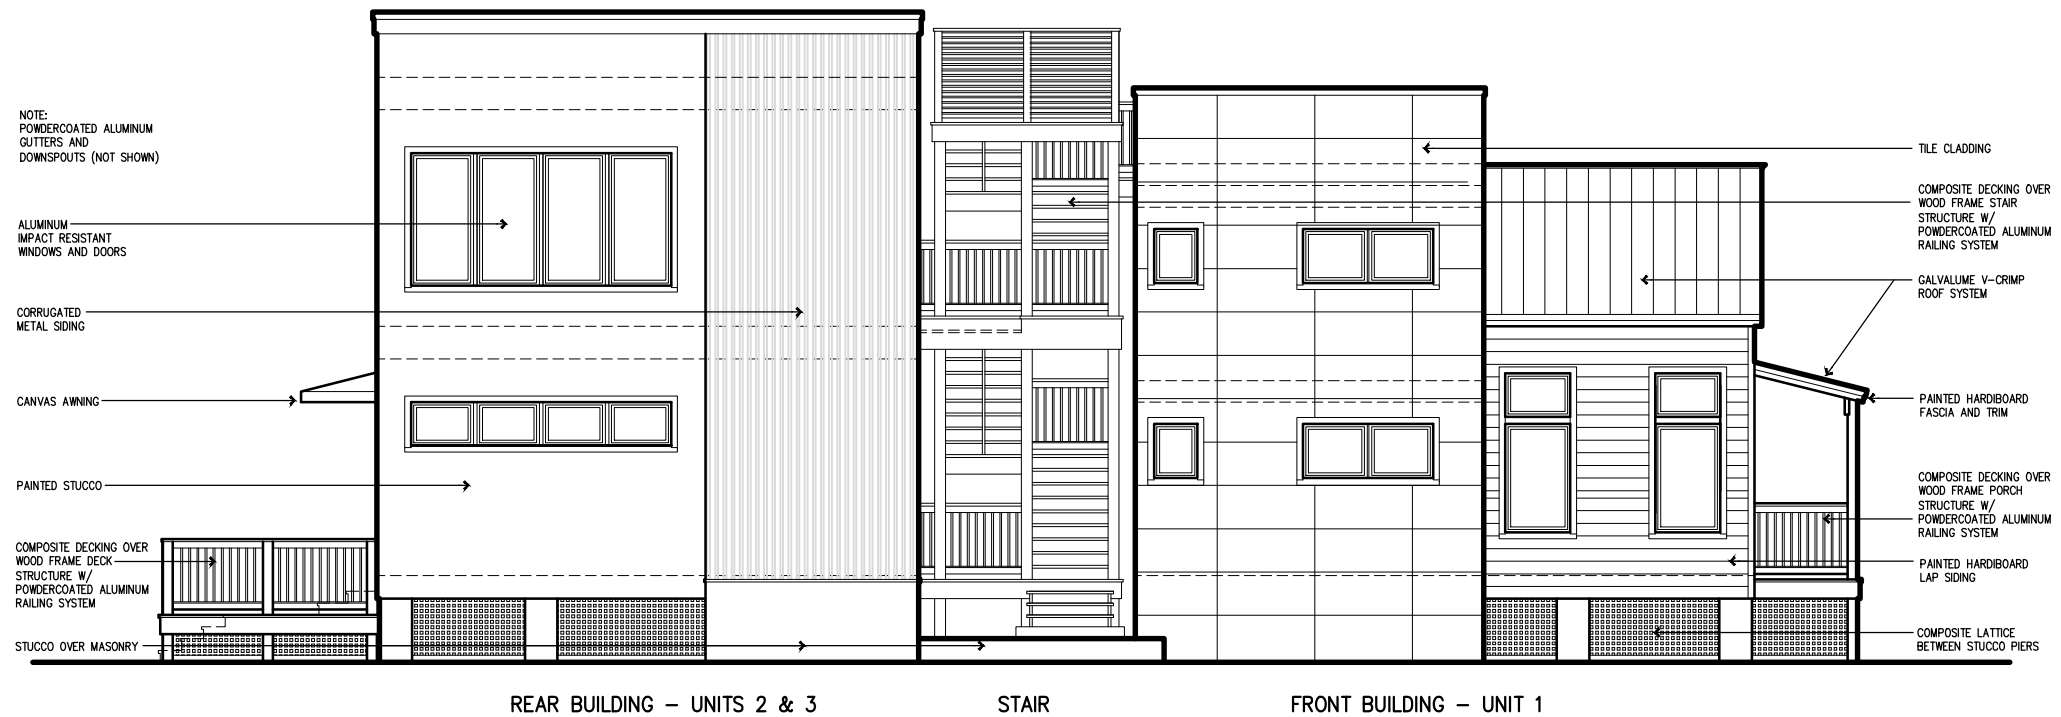 NOTE:
POWDERCOATED ALUMINUM
GUTTERS AND
DOWNSPOUTS (NOT SHOWN)
ALUMINUM
IMPACT RESISTANT
WINDOWS AND DOORS
CORRUGATED
METAL SIDING
CANVAS AWNING
PAINTED STUCCO
COMPOSITE DECKING OVER
WOOD FRAME DECK
STRUCTURE W/
POWDERCOATED ALUMINUM
RAILING SYSTEM
STUCCO OVER MASONRY
TILE CLADDING
COMPOSITE DECKING OVER
WOOD FRAME STAIR
STRUCTURE W/
POWDERCOATED ALUMINUM
RAILING SYSTEM
GALVALUME V-CRIMP
ROOF SYSTEM
PAINTED HARDIBOARD
FASCIA AND TRIM
COMPOSITE DECKING OVER
WOOD FRAME PORCH
STRUCTURE W/
POWDERCOATED ALUMINUM
RAILING SYSTEM
PAINTED HARDIBOARD
LAP SIDING
COMPOSITE LATTICE
BETWEEN STUCCO PIERS
REAR BUILDING - UNITS 2 & 3
STAIR
FRONT BUILDING - UNIT 1